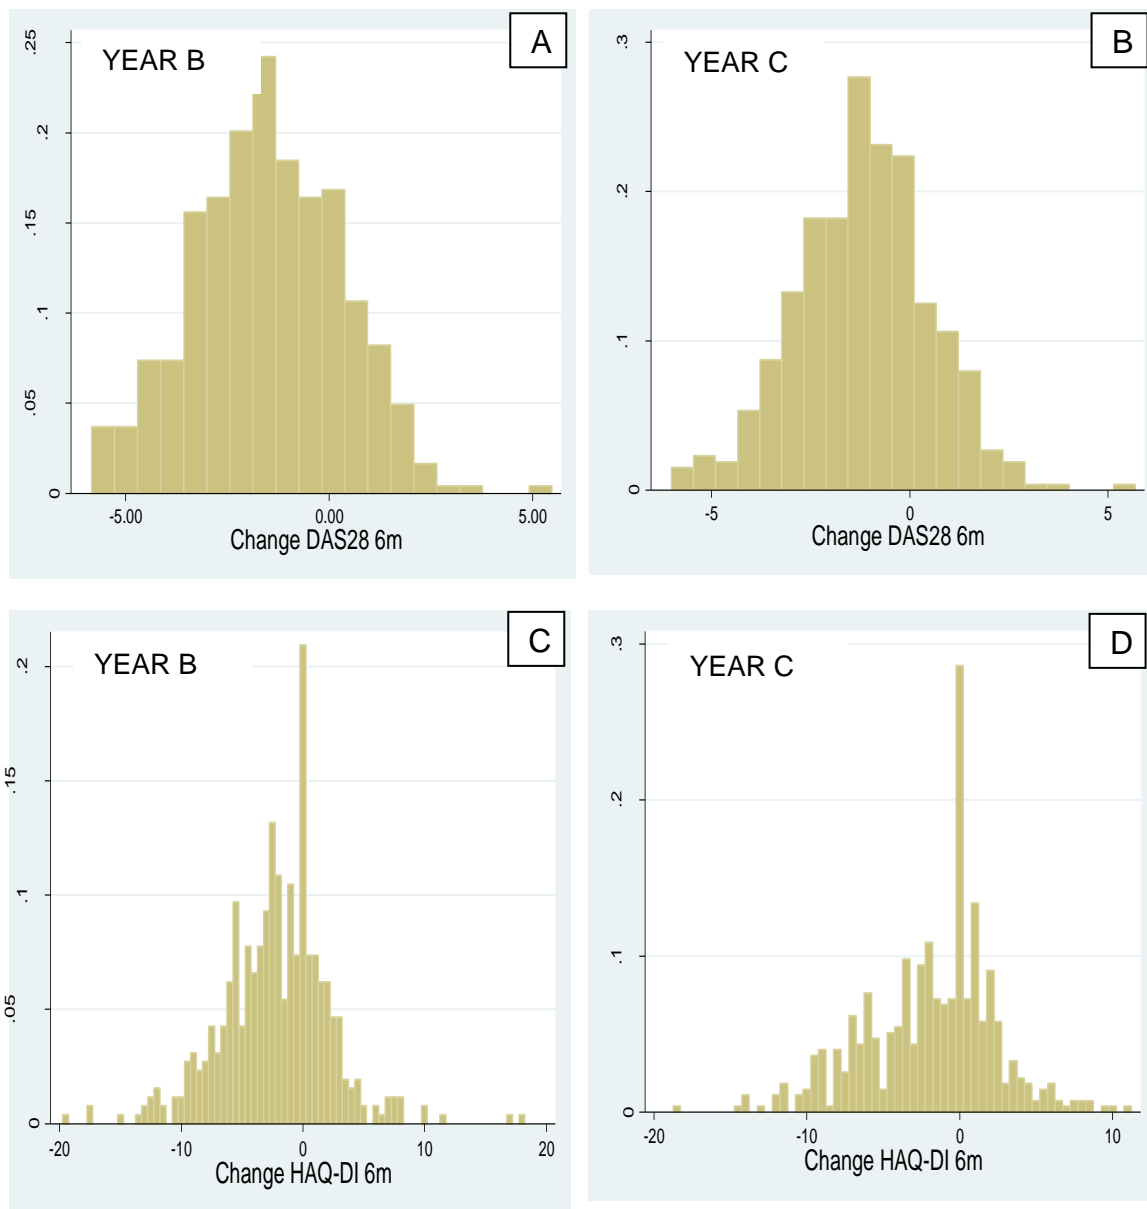 A
YEAR B
.25
.2
.15
.1
.05
0
-5.00 0.00 5.00
Change DAS28 6m
B
YEAR C
.3
.2
.1
0
-5 0 5
Change DAS28 6m
C
YEAR B
.2
.15
.1
.05
0
-20 -10 0 10 20
Change HAQ-DI 6m
D
YEAR C
.3
.2
.1
0
-20 -10 0 10
Change HAQ-DI 6m